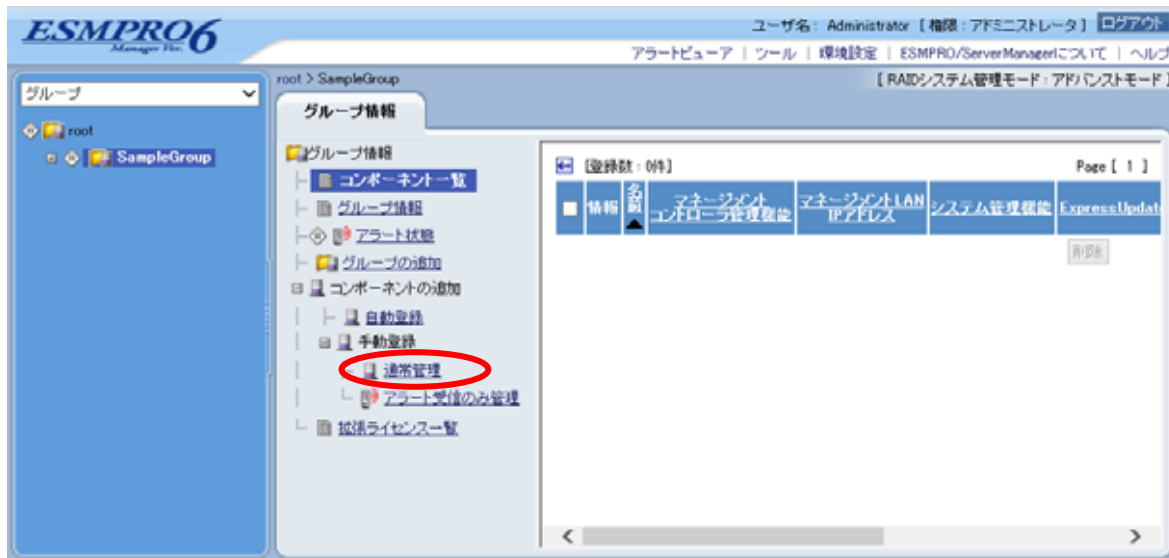 ESMPRO6
Manager Ver.
ユーザ名： Administrator 【権限：アドミニストレータ】 ログアウト
アラートビューア | ツール | 環境設定 | ESMPRO/ServerManagerについて | ヘルプ
グループ
root
SampleGroup
root > SampleGroup
[ RAIDシステム管理モード：アドバンストモード ]
グループ情報
グループ情報
コンポーネント一覧
グループ情報
アラート状態
グループの追加
コンポーネントの追加
自動登録
手動登録
通常管理
アラート受信のみ管理
拡張ライセンス一覧
[登録数：0件]
Page [ 1 ]
情報
名前
▲
マネージメント
コントローラ管理機能
マネージメントLAN
IPアドレス
システム管理機能
ExpressUpdat
削除